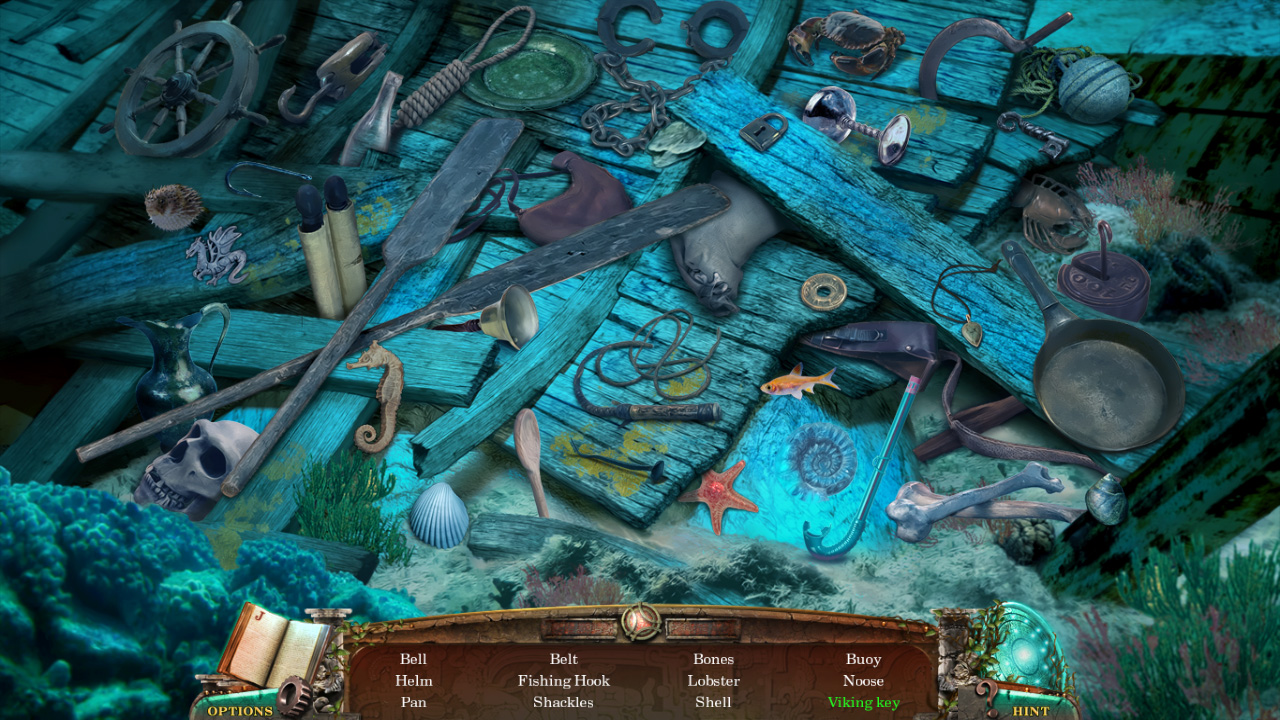 Bell Belt Bones Buoy
Helm Fishing Hook Lobster Noose
Pan Shackles Shell Viking key
OPTIONS HINT